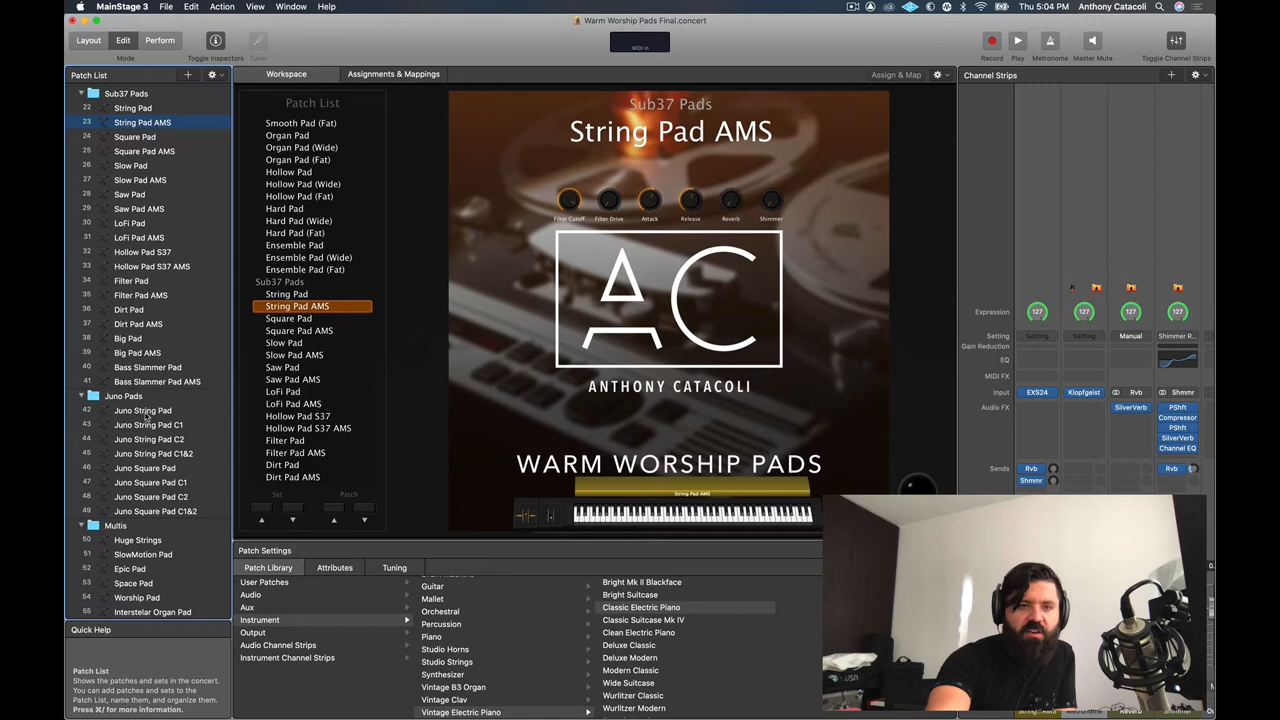 MainStage 3 File Edit Action View Window Help
Thu 5:04 PM Anthony Catacoli
Warm Worship Pads Final.concert
Layout Edit Perform
MIDI In
Mode Toggle Inspectors Tuner
Record Play Metronome Master Mute Toggle Channel Strips
Patch List
Sub37 Pads
22 String Pad
23 String Pad AMS
24 Square Pad
25 Square Pad AMS
26 Slow Pad
27 Slow Pad AMS
28 Saw Pad
29 Saw Pad AMS
30 LoFi Pad
31 LoFi Pad AMS
32 Hollow Pad S37
33 Hollow Pad S37 AMS
34 Filter Pad
35 Filter Pad AMS
36 Dirt Pad
37 Dirt Pad AMS
38 Big Pad
39 Big Pad AMS
40 Bass Slammer Pad
41 Bass Slammer Pad AMS
Juno Pads
42 Juno String Pad
43 Juno String Pad C1
44 Juno String Pad C2
45 Juno String Pad C1&2
46 Juno Square Pad
47 Juno Square Pad C1
48 Juno Square Pad C2
49 Juno Square Pad C1&2
Multis
50 Huge Strings
51 SlowMotion Pad
52 Epic Pad
53 Space Pad
54 Worship Pad
55 Interstelar Organ Pad
Quick Help
Patch List
Shows the patches and sets in the concert.
You can add patches and sets to the
Patch List, name them, and organize them.
Press ⌘/ for more information.
Workspace Assignments & Mappings
Assign & Map
Patch List
Smooth Pad (Fat)
Organ Pad
Organ Pad (Wide)
Organ Pad (Fat)
Hollow Pad
Hollow Pad (Wide)
Hollow Pad (Fat)
Hard Pad
Hard Pad (Wide)
Hard Pad (Fat)
Ensemble Pad
Ensemble Pad (Wide)
Ensemble Pad (Fat)
Sub37 Pads
String Pad
String Pad AMS
Square Pad
Square Pad AMS
Slow Pad
Slow Pad AMS
Saw Pad
Saw Pad AMS
LoFi Pad
LoFi Pad AMS
Hollow Pad S37
Hollow Pad S37 AMS
Filter Pad
Filter Pad AMS
Dirt Pad
Dirt Pad AMS
Set Patch
Sub37 Pads
String Pad AMS
Filter Cutoff Filter Drive Attack Release Reverb Shimmer
AC
ANTHONY CATACOLI
WARM WORSHIP PADS
String Pad AMS
Patch Settings
Patch Library Attributes Tuning
User Patches
Audio
Aux
Instrument
Output
Audio Channel Strips
Instrument Channel Strips
Guitar
Mallet
Orchestral
Percussion
Piano
Studio Horns
Studio Strings
Synthesizer
Vintage B3 Organ
Vintage Clav
Vintage Electric Piano
Bright Mk II Blackface
Bright Suitcase
Classic Electric Piano
Classic Suitcase Mk IV
Clean Electric Piano
Deluxe Classic
Deluxe Modern
Modern Classic
Wide Suitcase
Wurlitzer Classic
Wurlitzer Modern
Channel Strips
Expression 127 127 127 127
Setting Setting Setting Manual Shimmer R...
Gain Reduction
EQ
MIDI FX
Input EXS24 Klopfgeist Rvb Shmmr
Audio FX SilverVerb PShft
Compressor
PShft
SilverVerb
Channel EQ
Sends Rvb Rvb
Shmmr